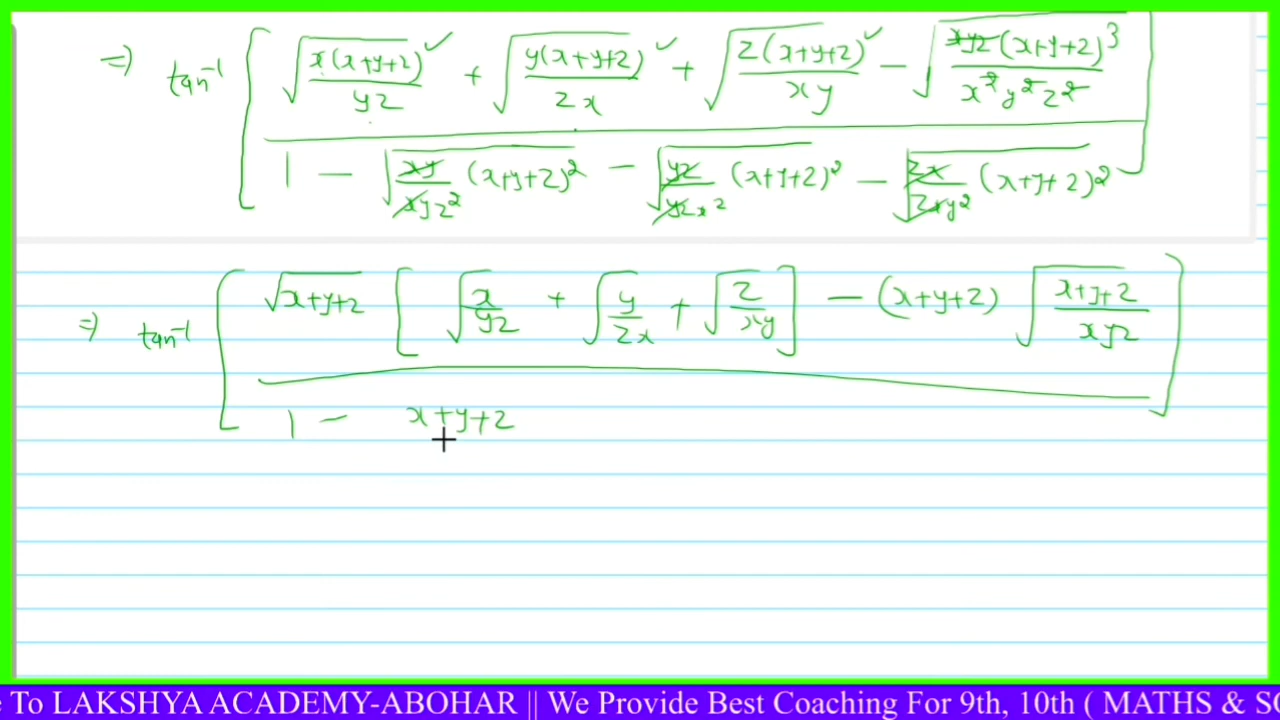 ⇒ tan⁻¹ [ √(x(x+y+z)/yz) ✓ + √(y(x+y+z)/zx) ✓ + √(z(x+y+z)/xy) ✓ − √(xyz(x+y+z)³/x²y²z²)
1 − √(xy/xyz² (x+y+z)²) − √(yz/yzx² (x+y+z)²) − √(zx/zxy² (x+y+z)²) ]
⇒ tan⁻¹ [ √(x+y+z) [ √(x/yz) + √(y/zx) + √(z/xy) ] − (x+y+z) √(x+y+z/xyz)
1 − x+y+z ]
e To LAKSHYA ACADEMY-ABOHAR || We Provide Best Coaching For 9th, 10th ( MATHS & SC